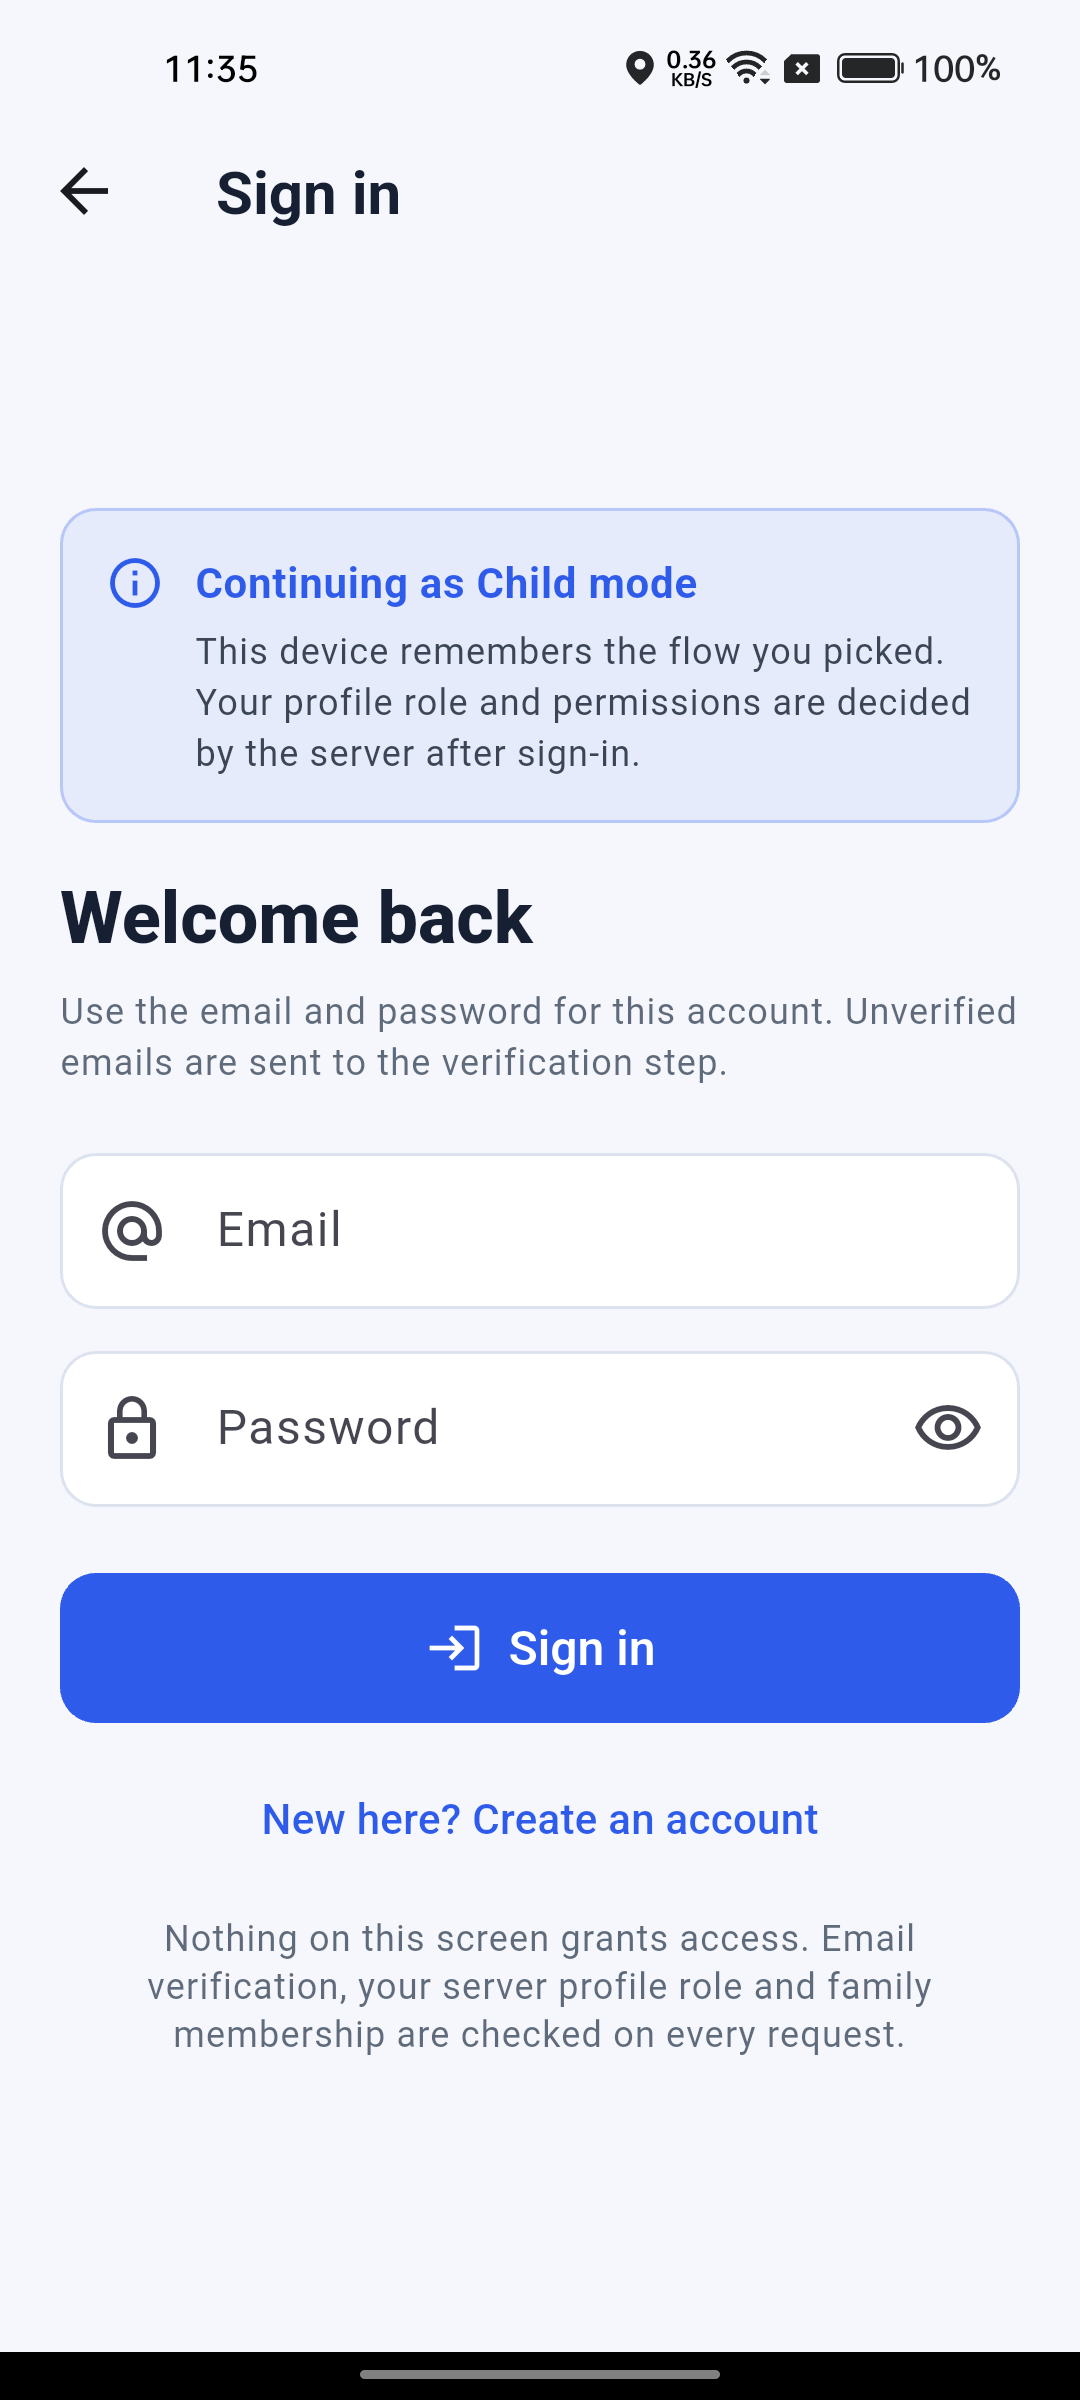 11:35
0.36
KB/S
100%
Sign in
Continuing as Child mode
This device remembers the flow you picked.
Your profile role and permissions are decided
by the server after sign-in.
Welcome back
Use the email and password for this account. Unverified
emails are sent to the verification step.
Email
Password
Sign in
New here? Create an account
Nothing on this screen grants access. Email
verification, your server profile role and family
membership are checked on every request.